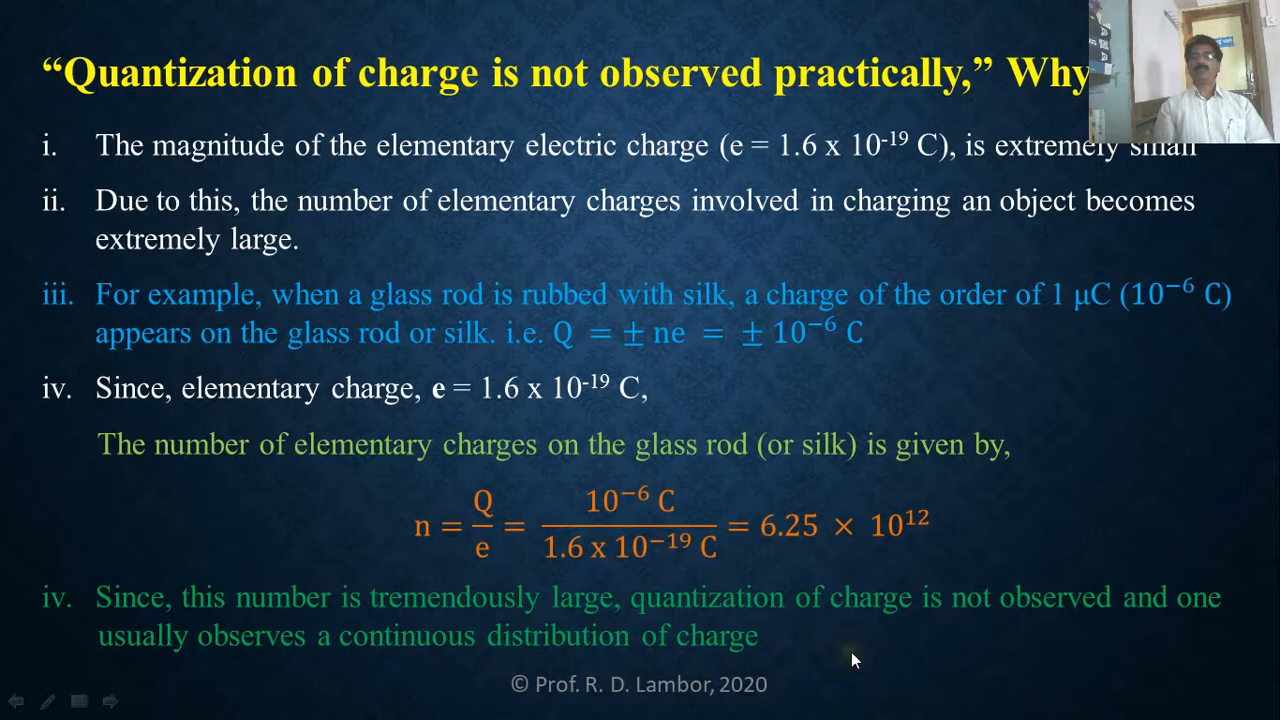 “Quantization of charge is not observed practically,” Why
i. The magnitude of the elementary electric charge (e = 1.6 x 10⁻¹⁹ C), is extremely small
ii. Due to this, the number of elementary charges involved in charging an object becomes
extremely large.
iii. For example, when a glass rod is rubbed with silk, a charge of the order of 1 μC (10⁻⁶ C)
appears on the glass rod or silk. i.e. Q = ± ne = ± 10⁻⁶ C
iv. Since, elementary charge, e = 1.6 x 10⁻¹⁹ C,
The number of elementary charges on the glass rod (or silk) is given by,
n = Q/e = 10⁻⁶ C / 1.6 x 10⁻¹⁹ C = 6.25 × 10¹²
iv. Since, this number is tremendously large, quantization of charge is not observed and one
usually observes a continuous distribution of charge
© Prof. R. D. Lambor, 2020